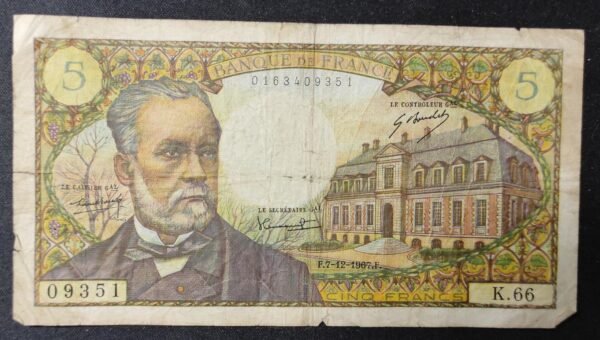 BANQUE DE FRANCE
5 5
0163409351
LE CONTROLEUR GAL
LE CAISSIER GAL
LE SECRÉTAIRE GAL
F.7-12-1967.F.
09351
CINQ FRANCS
K.66